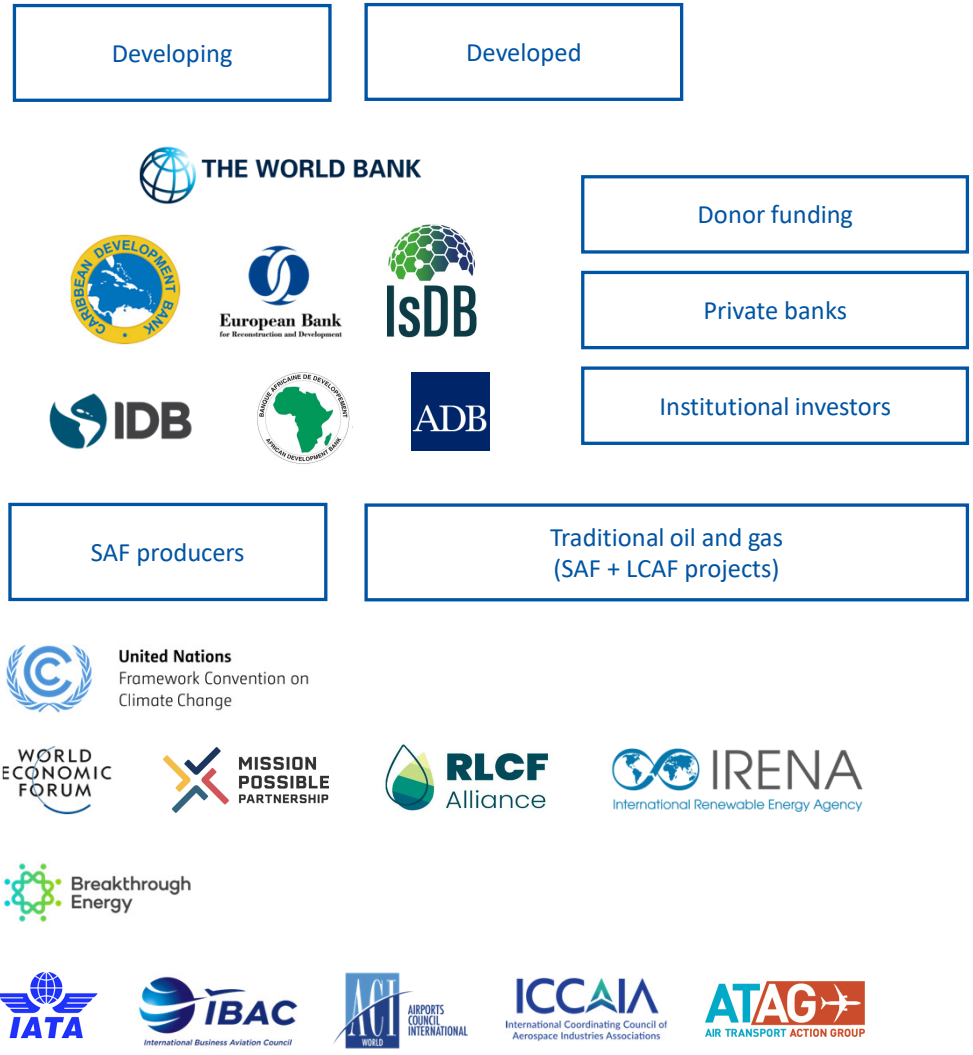 Developing
Developed
THE WORLD BANK
Donor funding
CARIBBEAN DEVELOPMENT BANK
European Bank
for Reconstruction and Development
IsDB
Private banks
IDB
BANQUE AFRICAINE DE DEVELOPPEMENT
AFRICAN DEVELOPMENT BANK
ADB
Institutional investors
SAF producers
Traditional oil and gas
(SAF + LCAF projects)
United Nations
Framework Convention on
Climate Change
WORLD
ECONOMIC
FORUM
MISSION
POSSIBLE
PARTNERSHIP
RLCF
Alliance
IRENA
International Renewable Energy Agency
Breakthrough
Energy
IATA
IBAC
International Business Aviation Council
ACI
WORLD
AIRPORTS
COUNCIL
INTERNATIONAL
ICCAIA
International Coordinating Council of
Aerospace Industries Associations
ATAG
AIR TRANSPORT ACTION GROUP